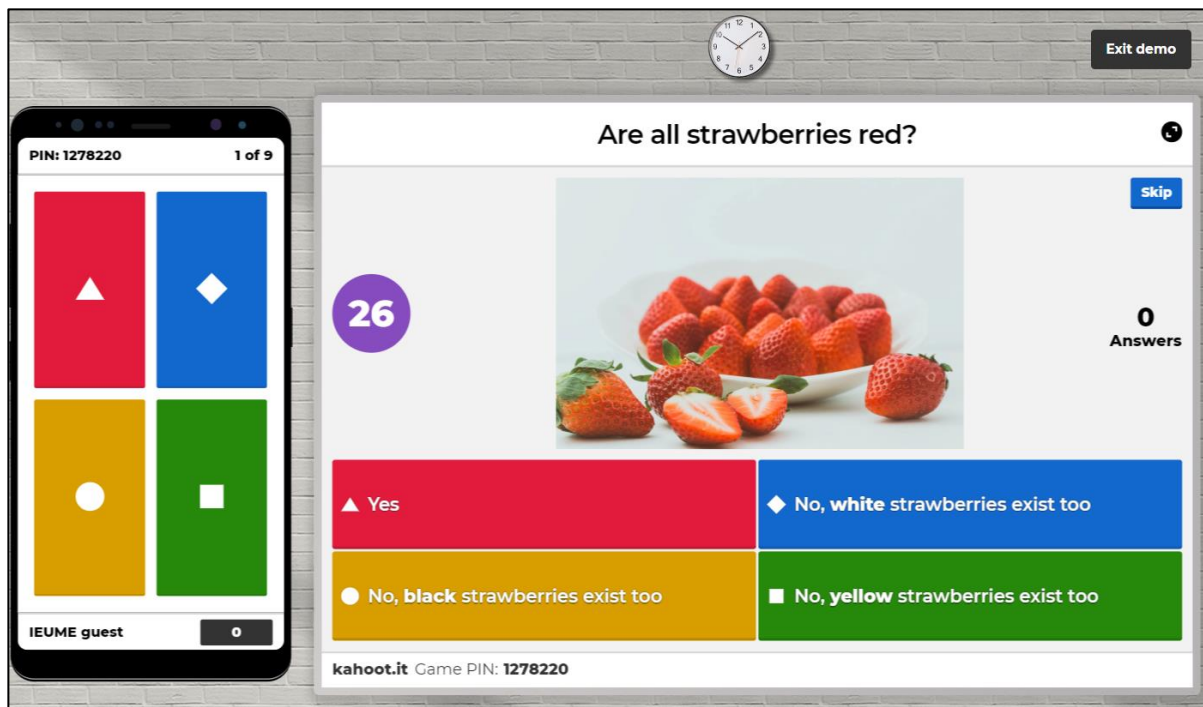 Exit demo
PIN: 1278220
1 of 9
IEUME guest
0
Are all strawberries red?
Skip
26
0
Answers
Yes
No, white strawberries exist too
No, black strawberries exist too
No, yellow strawberries exist too
kahoot.it Game PIN: 1278220